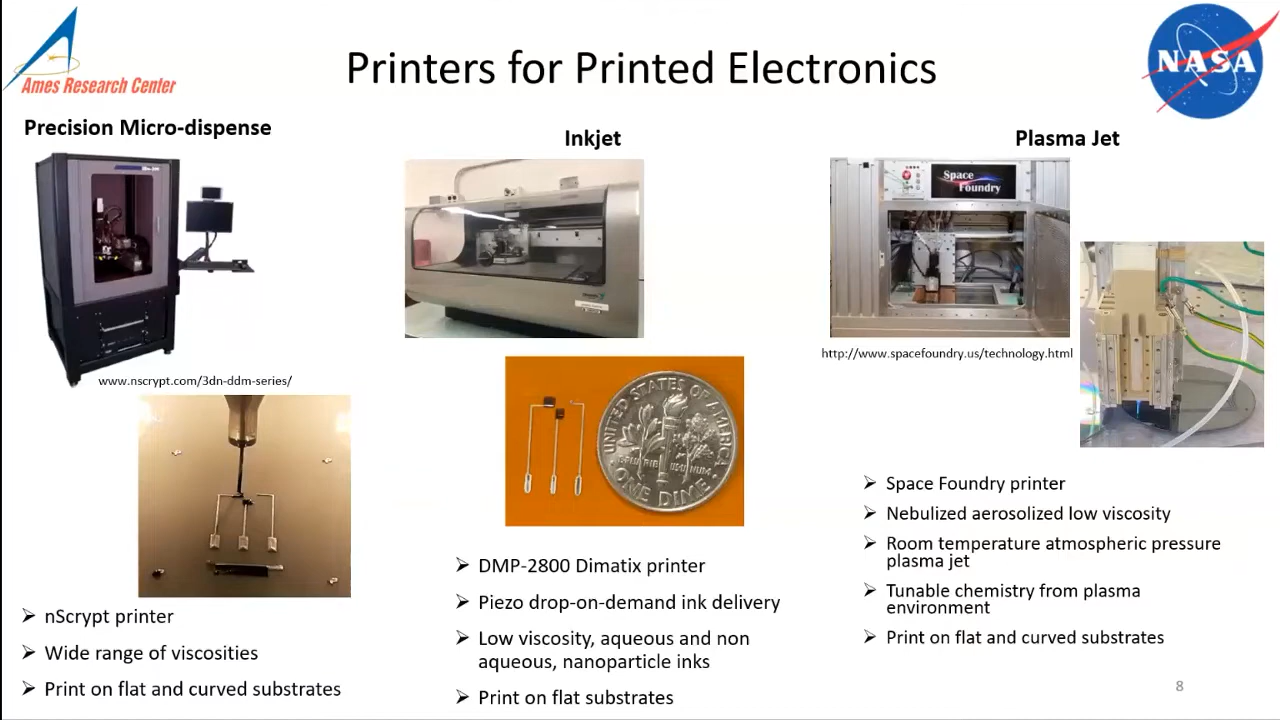 Ames Research Center
Printers for Printed Electronics
NASA
Precision Micro-dispense
www.nscrypt.com/3dn-ddm-series/
nScrypt printer
Wide range of viscosities
Print on flat and curved substrates
Inkjet
UNITED STATES OF AMERICA
ONE DIME
DMP-2800 Dimatix printer
Piezo drop-on-demand ink delivery
Low viscosity, aqueous and non
aqueous, nanoparticle inks
Print on flat substrates
Plasma Jet
Space
Foundry
http://www.spacefoundry.us/technology.html
Space Foundry printer
Nebulized aerosolized low viscosity
Room temperature atmospheric pressure
plasma jet
Tunable chemistry from plasma
environment
Print on flat and curved substrates
8